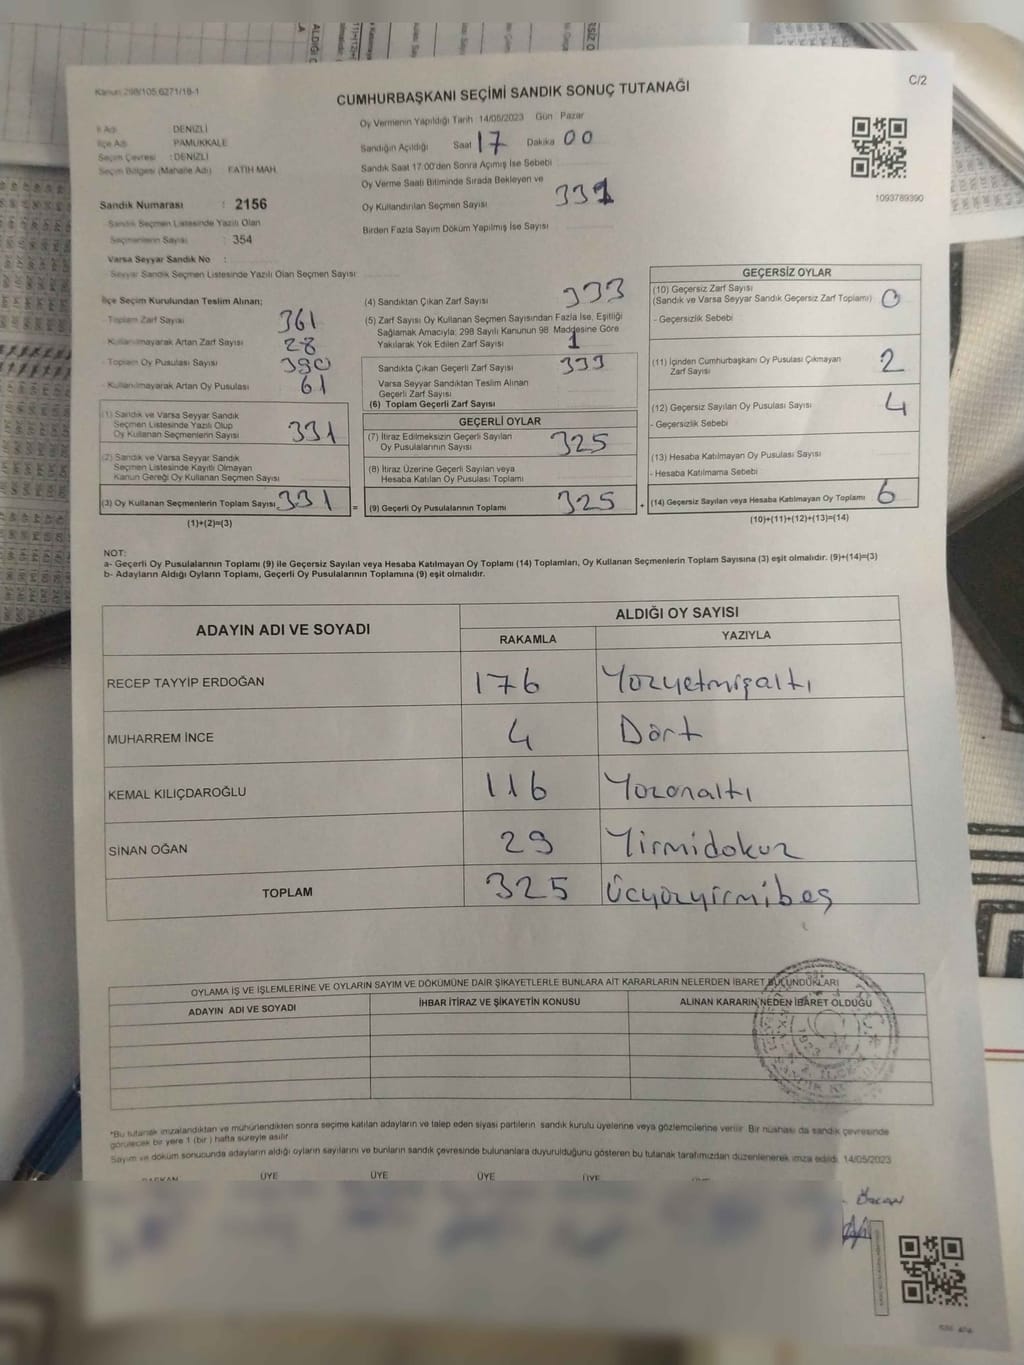 C/2
Kanun 298/105,6271/18-1
CUMHURBAŞKANI SEÇİMİ SANDIK SONUÇ TUTANAĞI
İl Adı : DENİZLİ
İlçe Adı : PAMUKKALE
Seçim Çevresi : DENİZLİ
Seçim Bölgesi (Mahalle Adı) FATİH MAH.
Sandık Numarası : 2156
Sandık Seçmen Listesinde Yazılı Olan
Seçmenlerin Sayısı : 354
Varsa Seyyar Sandık No :
Seyyar Sandık Seçmen Listesinde Yazılı Olan Seçmen Sayısı:
Oy Vermenin Yapıldığı Tarih 14/05/2023 Gün Pazar
Sandığın Açıldığı Saat 17 Dakika 00
Sandık Saat 17:00'den Sonra Açılmış İse Sebebi
Oy Verme Saati Bitiminde Sırada Bekleyen ve
Oy Kullandırılan Seçmen Sayısı 331
Birden Fazla Sayım Döküm Yapılmış İse Sayısı
1093789390
İlçe Seçim Kurulundan Teslim Alınan;
- Toplam Zarf Sayısı 361
- Kullanılmayarak Artan Zarf Sayısı 28
- Toplam Oy Pusulası Sayısı 390
- Kullanılmayarak Artan Oy Pusulası 61
(1) Sandık ve Varsa Seyyar Sandık
Seçmen Listesinde Yazılı Olup
Oy Kullanan Seçmenlerin Sayısı 331
(2) Sandık ve Varsa Seyyar Sandık
Seçmen Listesinde Kayıtlı Olmayan
Kanun Gereği Oy Kullanan Seçmen Sayısı
(3) Oy Kullanan Seçmenlerin Toplam Sayısı 331
(1)+(2)=(3)
(4) Sandıktan Çıkan Zarf Sayısı 333
(5) Zarf Sayısı Oy Kullanan Seçmen Sayısından Fazla İse, Eşitliği
Sağlamak Amacıyla; 298 Sayılı Kanunun 98 Maddesine Göre
Yakılarak Yok Edilen Zarf Sayısı 1
Sandıkta Çıkan Geçerli Zarf Sayısı 333
Varsa Seyyar Sandıktan Teslim Alınan
Geçerli Zarf Sayısı
(6) Toplam Geçerli Zarf Sayısı
GEÇERLİ OYLAR
(7) İtiraz Edilmeksizin Geçerli Sayılan
Oy Pusulalarının Sayısı 325
(8) İtiraz Üzerine Geçerli Sayılan veya
Hesaba Katılan Oy Pusulası Toplamı
(9) Geçerli Oy Pusulalarının Toplamı 325
=
+
GEÇERSİZ OYLAR
(10) Geçersiz Zarf Sayısı
(Sandık ve Varsa Seyyar Sandık Geçersiz Zarf Toplamı) 0
- Geçersizlik Sebebi
(11) İçinden Cumhurbaşkanı Oy Pusulası Çıkmayan
Zarf Sayısı 2
(12) Geçersiz Sayılan Oy Pusulası Sayısı 4
- Geçersizlik Sebebi
(13) Hesaba Katılmayan Oy Pusulası Sayısı
- Hesaba Katılmama Sebebi
(14) Geçersiz Sayılan veya Hesaba Katılmayan Oy Toplamı 6
(10)+(11)+(12)+(13)=(14)
NOT:
a- Geçerli Oy Pusulalarının Toplamı (9) ile Geçersiz Sayılan veya Hesaba Katılmayan Oy Toplamı (14) Toplamları, Oy Kullanan Seçmenlerin Toplam Sayısına (3) eşit olmalıdır. (9)+(14)=(3)
b- Adayların Aldığı Oyların Toplamı, Geçerli Oy Pusulalarının Toplamına (9) eşit olmalıdır.
ADAYIN ADI VE SOYADI
ALDIĞI OY SAYISI
RAKAMLA YAZIYLA
RECEP TAYYİP ERDOĞAN 176 Yüzyetmişaltı
MUHARREM İNCE 4 Dört
KEMAL KILIÇDAROĞLU 116 Yüzonaltı
SİNAN OĞAN 29 Yirmidokuz
TOPLAM 325 Üçyüzyirmibeş
OYLAMA İŞ VE İŞLEMLERİNE VE OYLARIN SAYIM VE DÖKÜMÜNE DAİR ŞİKAYETLERLE BUNLARA AİT KARARLARIN NELERDEN İBARET BULUNDUKLARI
ADAYIN ADI VE SOYADI İHBAR İTİRAZ VE ŞİKAYETİN KONUSU ALINAN KARARIN NEDEN İBARET OLDUĞU
*Bu tutanak imzalandıktan ve mühürlendikten sonra seçime katılan adayların ve talep eden siyasi partilerin sandık kurulu üyelerine veya gözlemcilerine verilir. Bir nüshası da sandık çevresinde
görülecek bir yere 1 (bir) hafta süreyle asılır.
Sayım ve döküm sonucunda adayların aldığı oyların sayılarını ve bunların sandık çevresinde bulunanlara duyurulduğunu gösteren bu tutanak tarafımızdan düzenlenerek imza edildi. 14/05/2023
BAŞKAN ÜYE ÜYE ÜYE ÜYE
Özcan